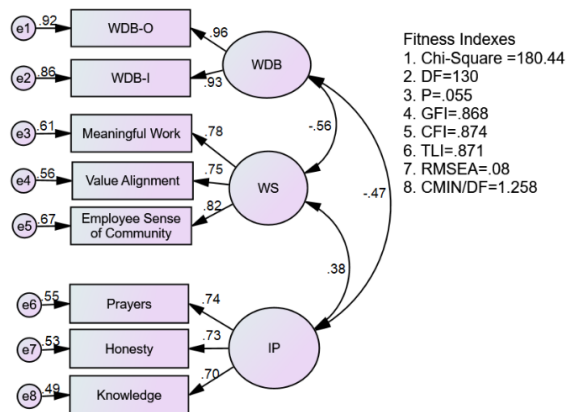 e1 .92 WDB-O .96
WDB
e2 .86 WDB-I .93
-.56
e3 .61 Meaningful Work .78
e4 .56 Value Alignment .75
WS
e5 .67 Employee Sense
of Community .82
-.47
.38
e6 .55 Prayers .74
e7 .53 Honesty .73
IP
e8 .49 Knowledge .70
Fitness Indexes
1. Chi-Square =180.44
2. DF=130
3. P=.055
4. GFI=.868
5. CFI=.874
6. TLI=.871
7. RMSEA=.08
8. CMIN/DF=1.258